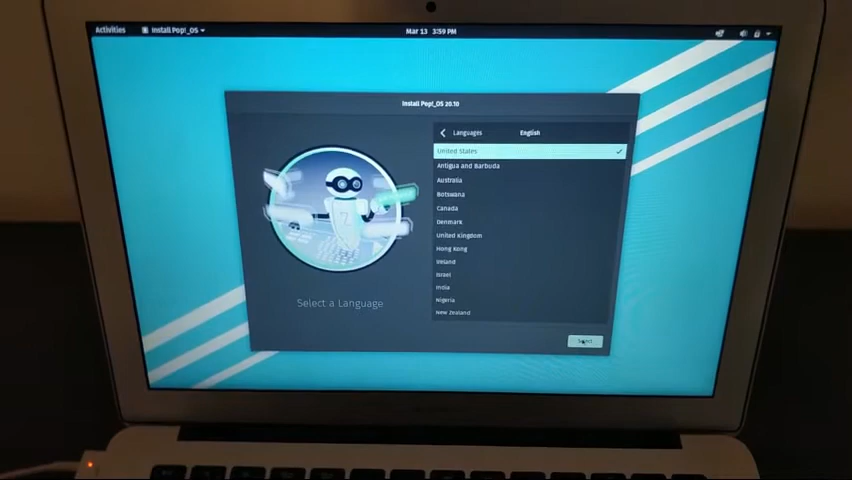 Activities
Install Pop!_OS
Mar 13 3:59 PM
Install Pop!_OS 20.10
Languages
English
United States
Antigua and Barbuda
Australia
Botswana
Canada
Denmark
United Kingdom
Hong Kong
Ireland
Israel
India
Nigeria
New Zealand
Select a Language
Select